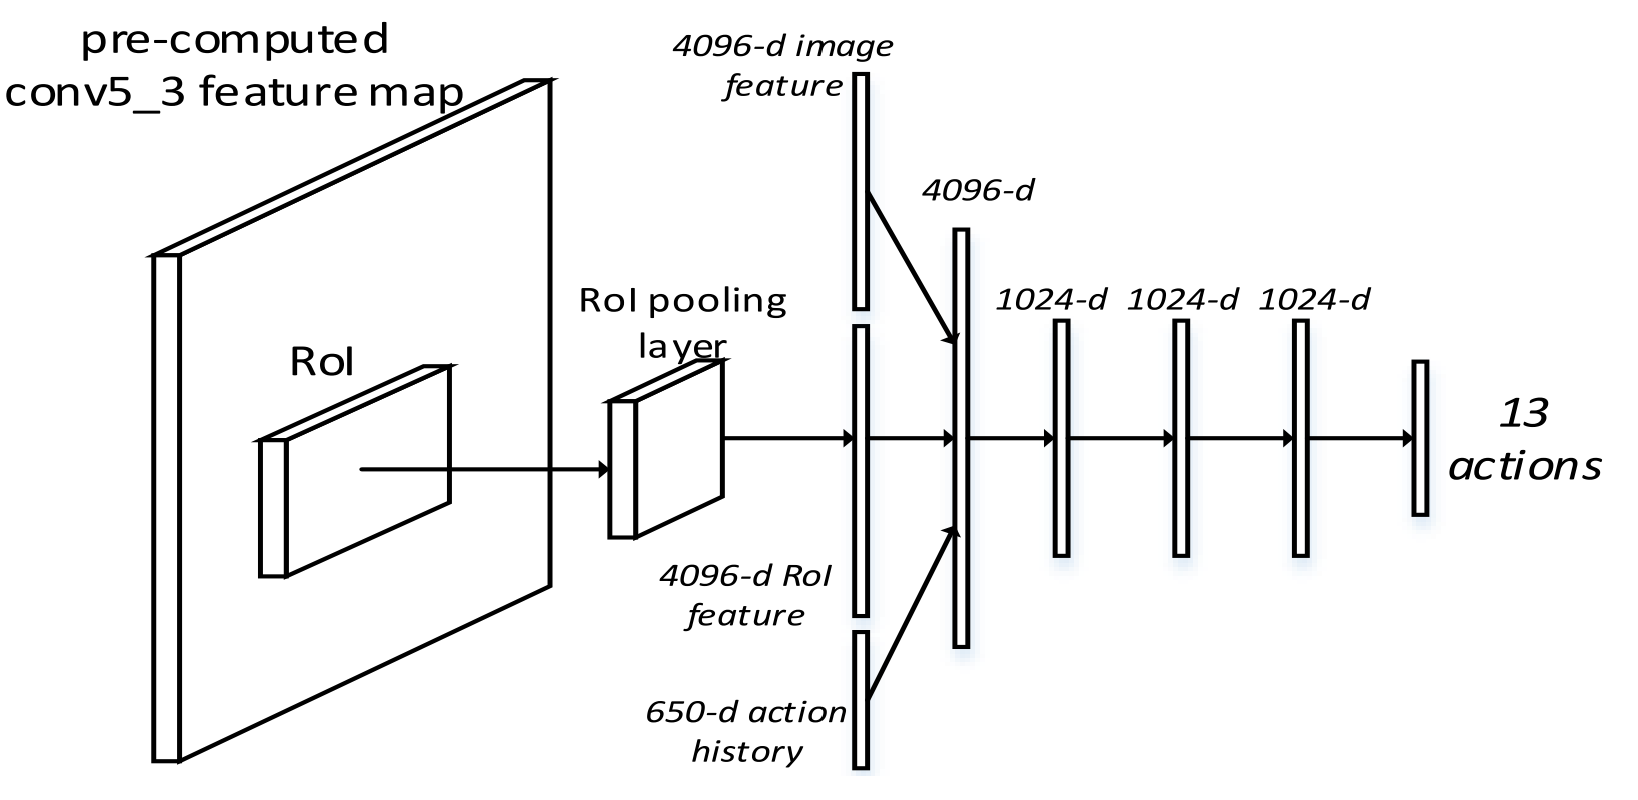 pre-computed
conv5_3 feature map
RoI
RoI pooling
layer
4096-d image
feature
4096-d RoI
feature
650-d action
history
4096-d
1024-d
1024-d
1024-d
13
actions